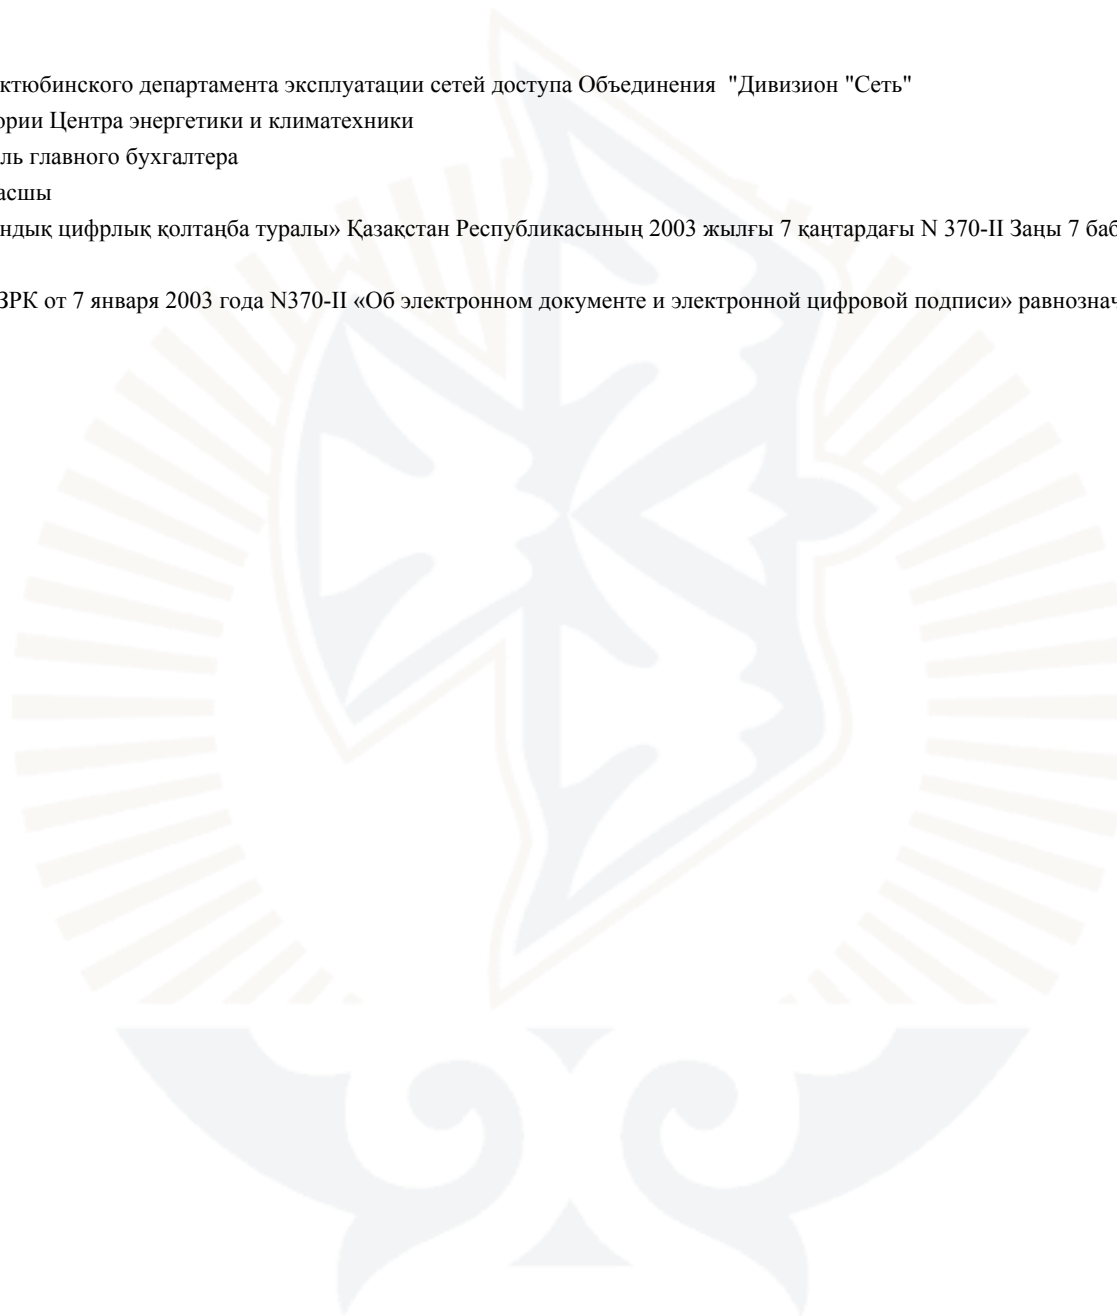 ктюбинского департамента эксплуатации сетей доступа Объединения "Дивизион "Сеть"
ории Центра энергетики и климатехники
ль главного бухгалтера
асшы
ндық цифрлық қолтаңба туралы» Қазақстан Республикасының 2003 жылғы 7 қаңтардағы N 370-II Заңы 7 баб
ЗРК от 7 января 2003 года N370-II «Об электронном документе и электронной цифровой подписи» равнознач